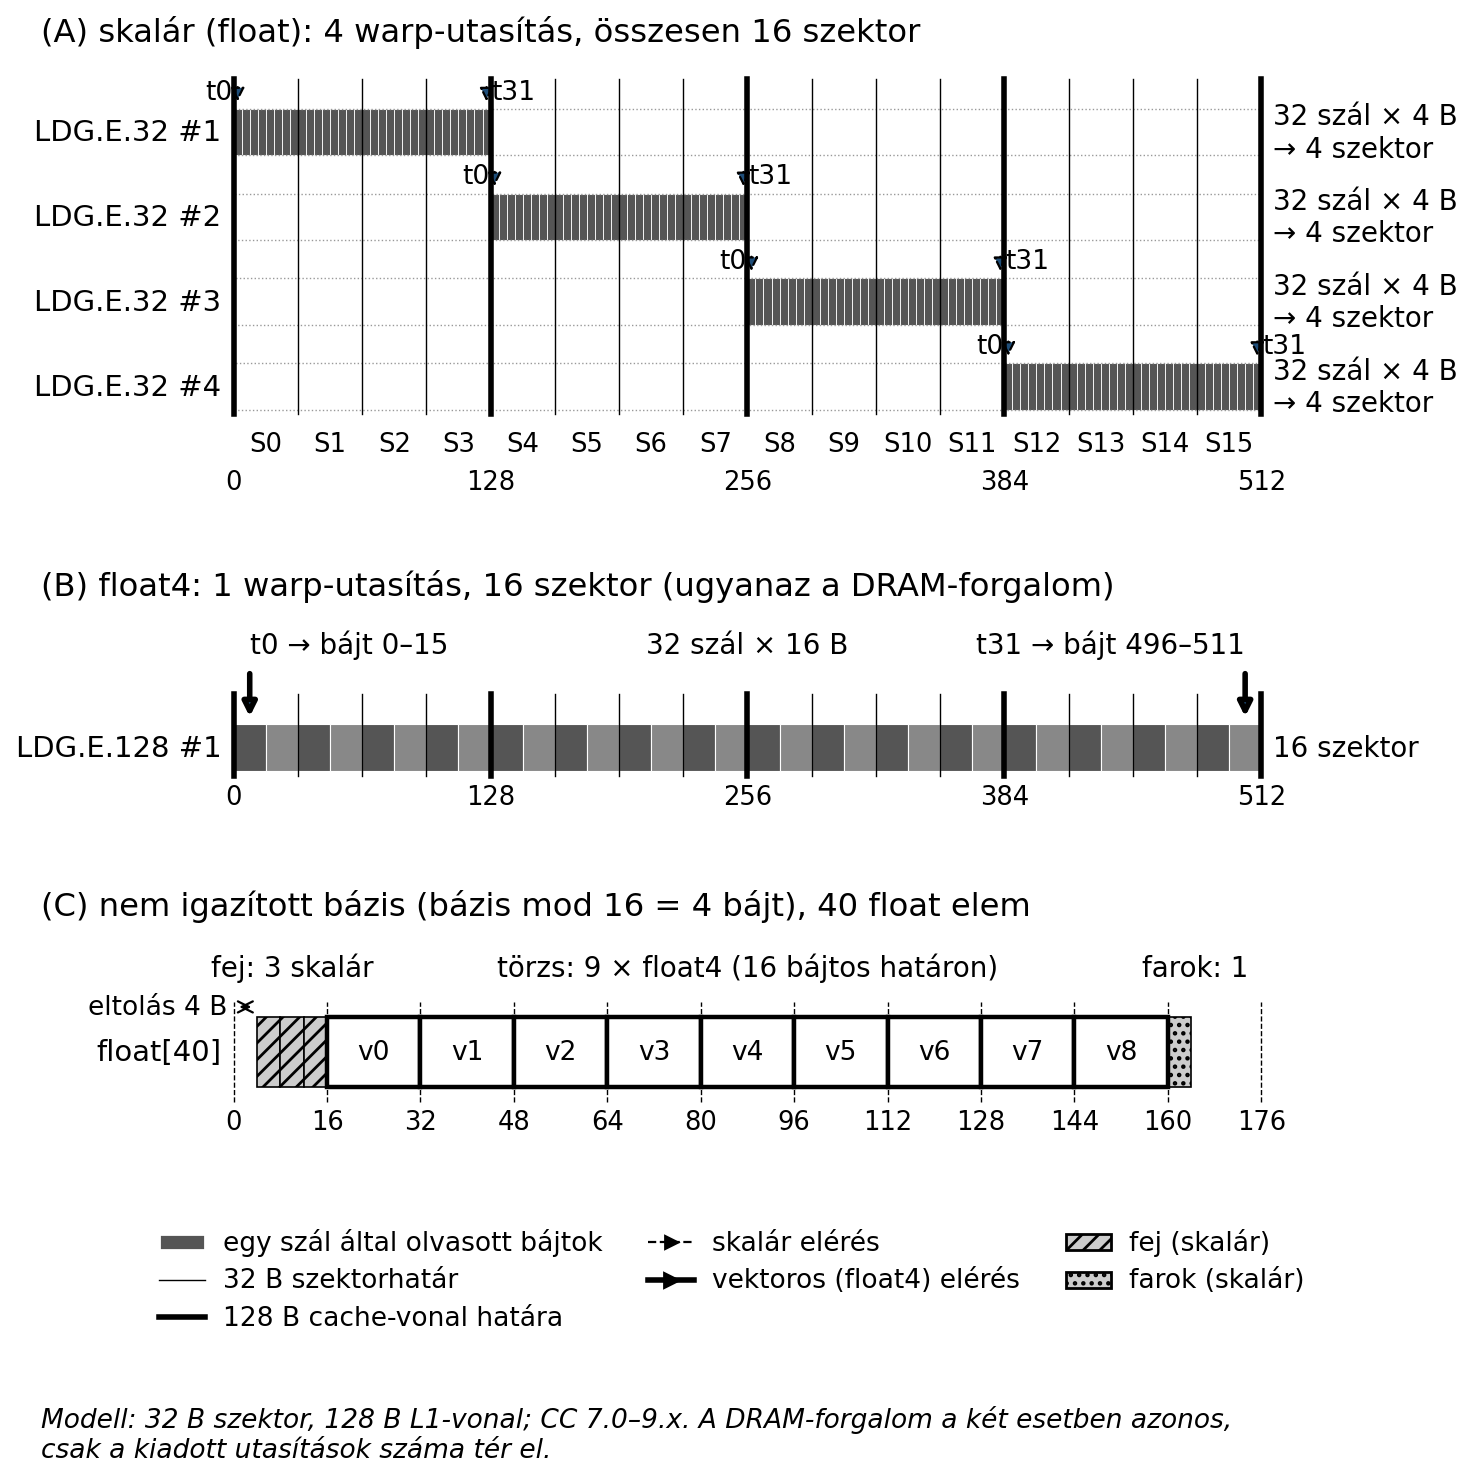 (A) skalár (float): 4 warp-utasítás, összesen 16 szektor
t0 t31
LDG.E.32 #1
32 szál × 4 B
→ 4 szektor
t0 t31
LDG.E.32 #2
32 szál × 4 B
→ 4 szektor
t0 t31
LDG.E.32 #3
32 szál × 4 B
→ 4 szektor
t0 t31
LDG.E.32 #4
32 szál × 4 B
→ 4 szektor
S0 S1 S2 S3 S4 S5 S6 S7 S8 S9 S10 S11 S12 S13 S14 S15
0 128 256 384 512
(B) float4: 1 warp-utasítás, 16 szektor (ugyanaz a DRAM-forgalom)
t0 → bájt 0–15 32 szál × 16 B t31 → bájt 496–511
LDG.E.128 #1 16 szektor
0 128 256 384 512
(C) nem igazított bázis (bázis mod 16 = 4 bájt), 40 float elem
fej: 3 skalár törzs: 9 × float4 (16 bájtos határon) farok: 1
eltolás 4 B
float[40] v0 v1 v2 v3 v4 v5 v6 v7 v8
0 16 32 48 64 80 96 112 128 144 160 176
egy szál által olvasott bájtok skalár elérés fej (skalár)
32 B szektorhatár vektoros (float4) elérés farok (skalár)
128 B cache-vonal határa
Modell: 32 B szektor, 128 B L1-vonal; CC 7.0–9.x. A DRAM-forgalom a két esetben azonos,
csak a kiadott utasítások száma tér el.